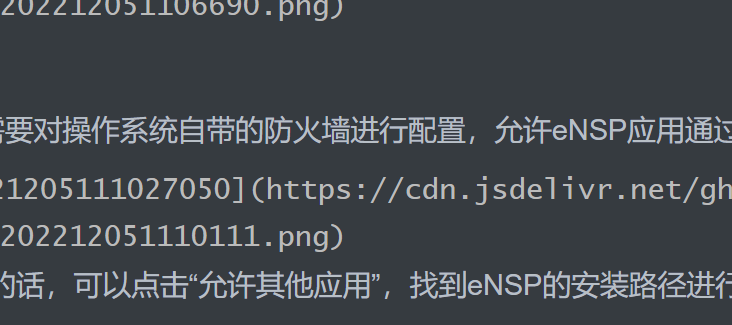 202212051106690.png)
需要对操作系统自带的防火墙进行配置，允许eNSP应用通过
21205111027050](https://cdn.jsdelivr.net/gh
202212051110111.png)
的话，可以点击“允许其他应用”，找到eNSP的安装路径进行